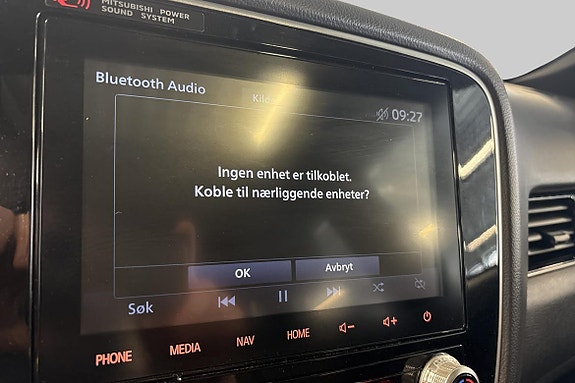 MITSUBISHI POWER
SOUND SYSTEM
Bluetooth Audio
09:27
Ingen enhet er tilkoblet.
Koble til nærliggende enheter?
OK Avbryt
Søk
PHONE MEDIA NAV HOME